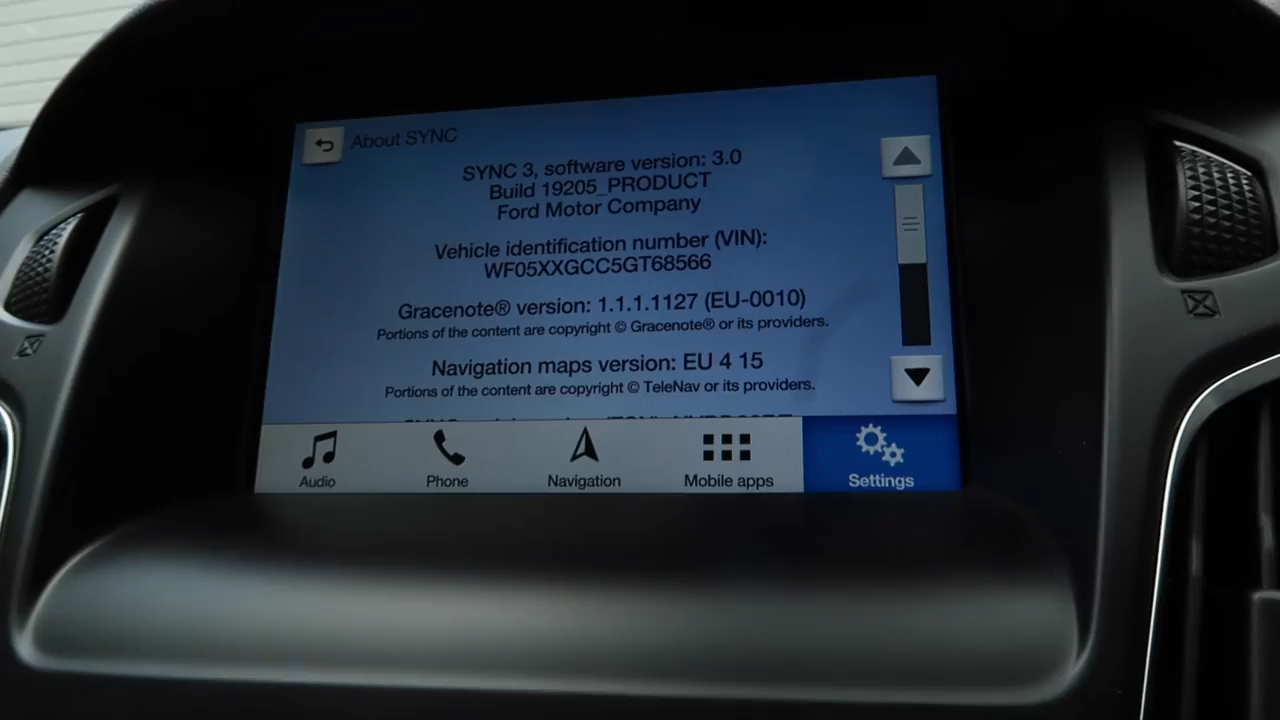 About SYNC
SYNC 3, software version: 3.0
Build 19205_PRODUCT
Ford Motor Company
Vehicle identification number (VIN):
WF05XXGCC5GT68566
Gracenote® version: 1.1.1.1127 (EU-0010)
Portions of the content are copyright © Gracenote® or its providers.
Navigation maps version: EU 4 15
Portions of the content are copyright © TeleNav or its providers.
Audio
Phone
Navigation
Mobile apps
Settings